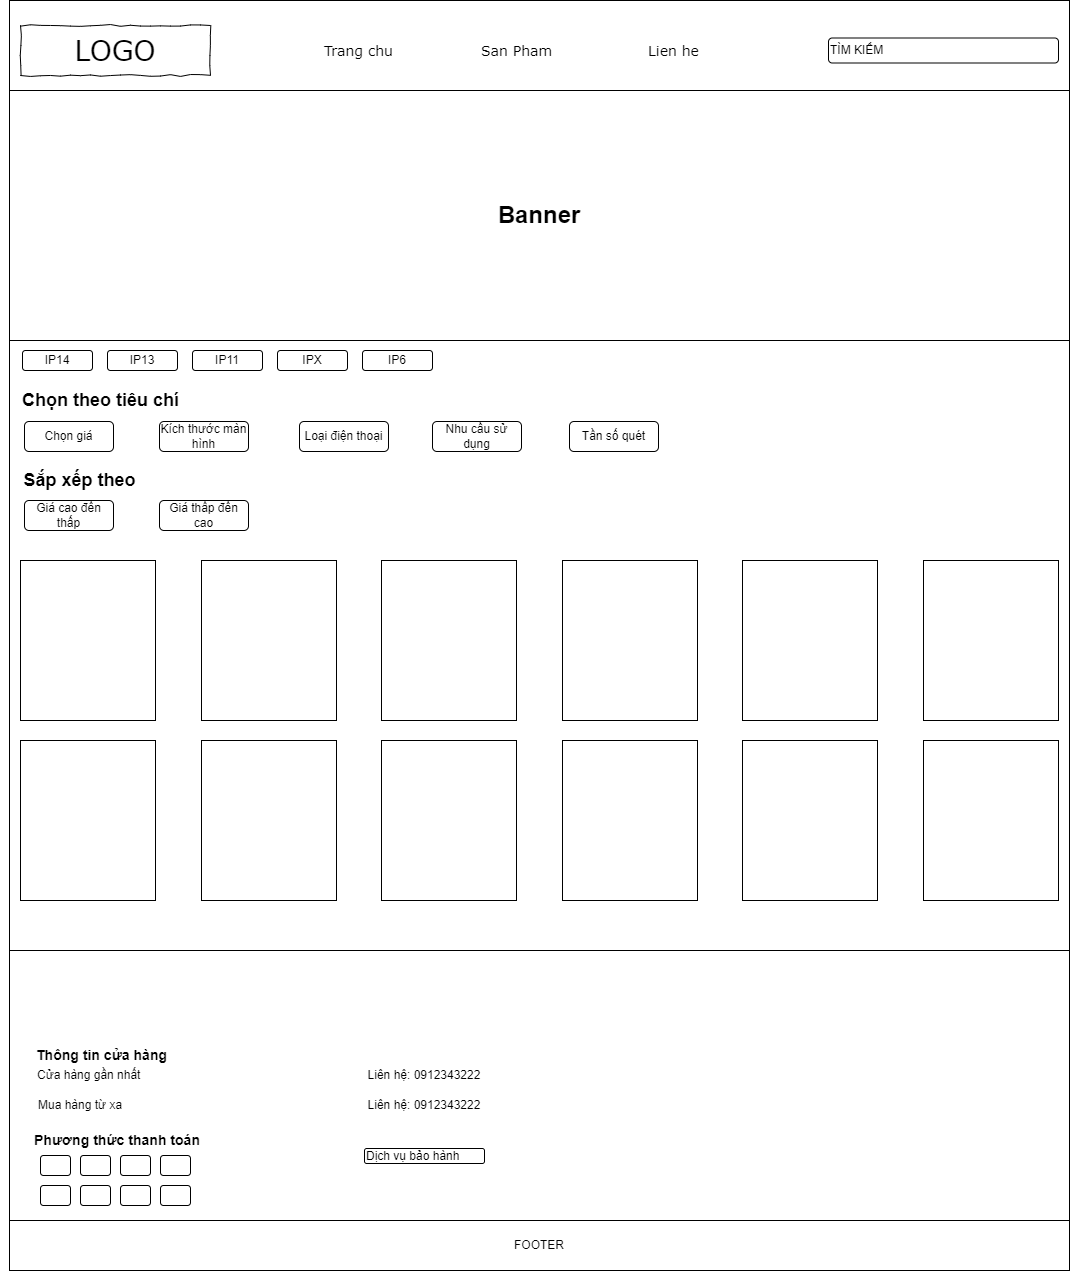 LOGO
Trang chu
San Pham
Lien he
TÌM KIẾM
Banner
IP14
IP13
IP11
IPX
IP6
Chọn theo tiêu chí
Chọn giá
Kích thước màn
hình
Loại điện thoại
Nhu cầu sử
dụng
Tần số quét
Sắp xếp theo
Giá cao đến
thấp
Giá thấp đến
cao
Thông tin cửa hàng
Cửa hàng gần nhất
Liên hệ: 0912343222
Mua hàng từ xa
Liên hệ: 0912343222
Phương thức thanh toán
Dịch vụ bảo hành
FOOTER